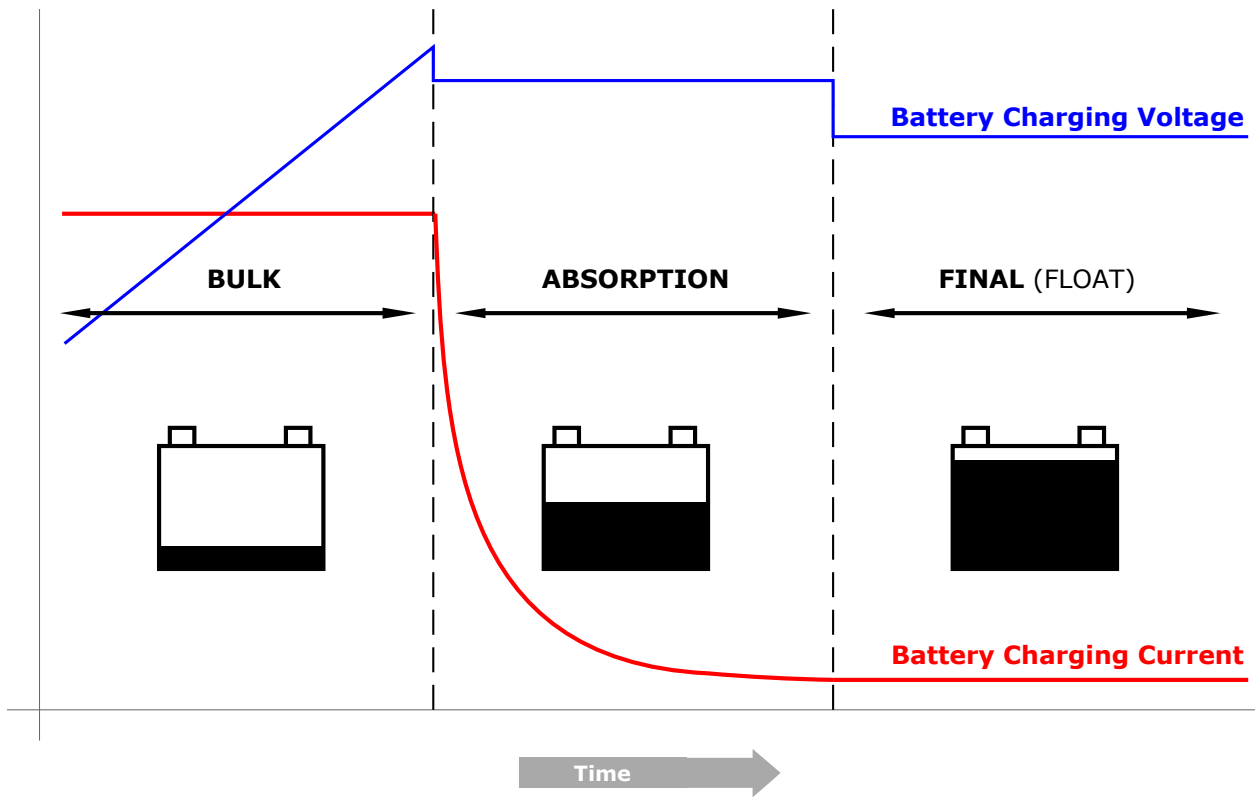 Battery Charging Voltage
BULK
ABSORPTION
FINAL (FLOAT)
Battery Charging Current
Time